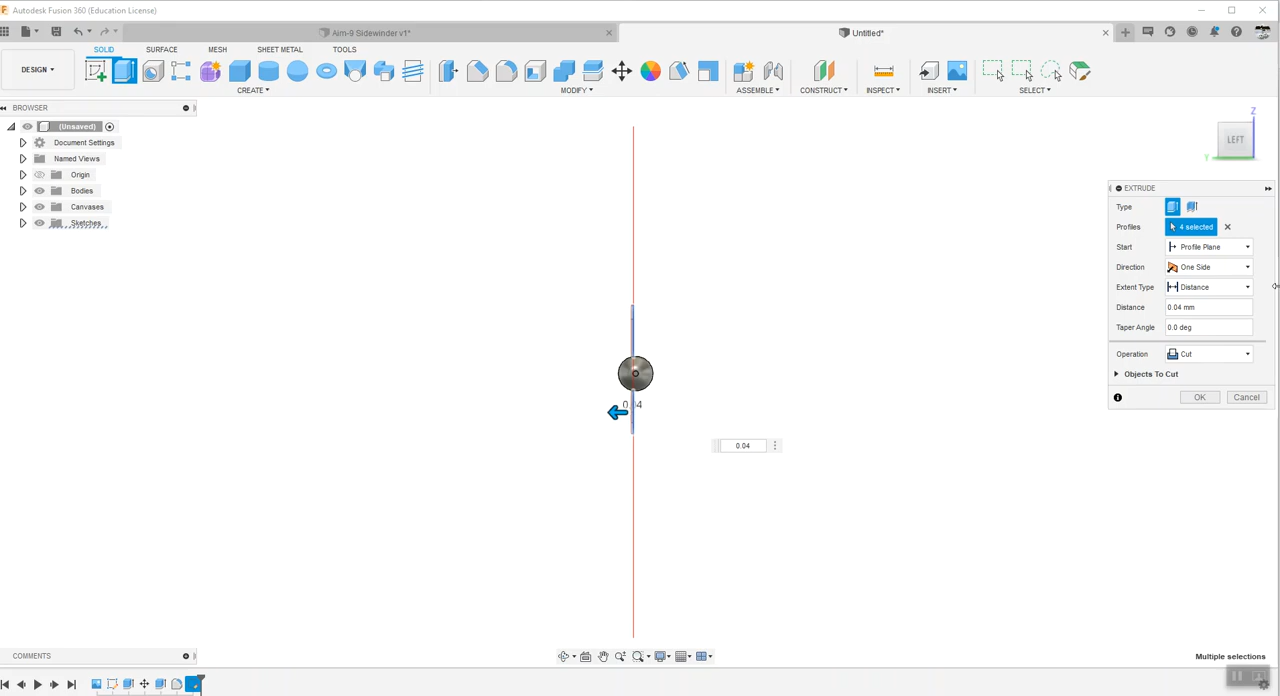 Autodesk Fusion 360 (Education License)
Aim-9 Sidewinder v1*
Untitled*
SOLID
SURFACE
MESH
SHEET METAL
TOOLS
DESIGN
CREATE
MODIFY
ASSEMBLE
CONSTRUCT
INSPECT
INSERT
SELECT
BROWSER
(Unsaved)
Document Settings
Named Views
Origin
Bodies
Canvases
Sketches
Z
LEFT
Y
EXTRUDE
Type
Profiles 4 selected
Start Profile Plane
Direction One Side
Extent Type Distance
Distance 0.04 mm
Taper Angle 0.0 deg
Operation Cut
Objects To Cut
OK Cancel
0.04
0.04
COMMENTS
Multiple selections